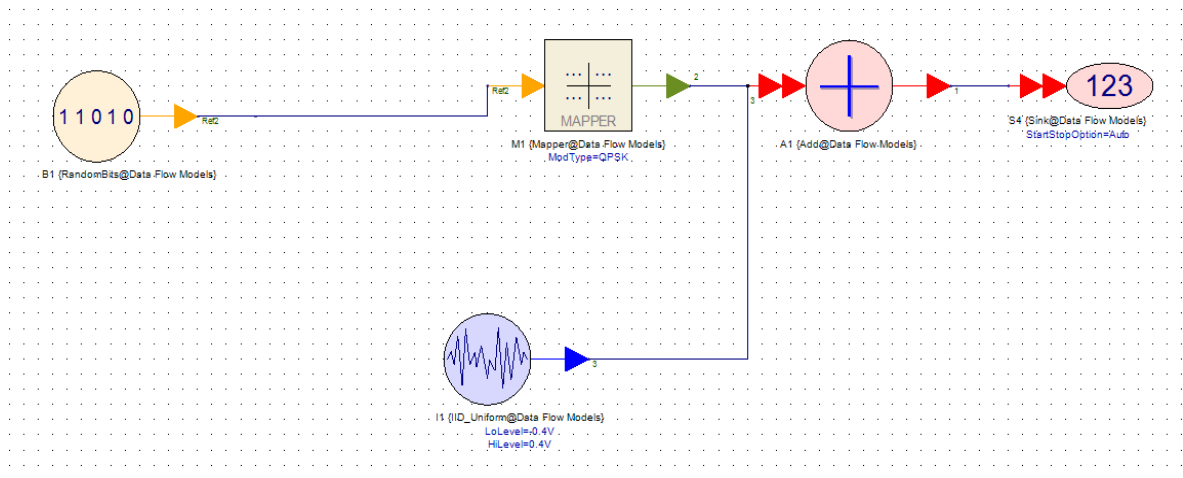 11010
Ref2
B1 {RandomBits@Data Flow Models}
Ref2
MAPPER
M1 {Mapper@Data Flow Models}
ModType=QPSK
2
3
A1 {Add@Data Flow Models}
1
123
S4 {Sink@Data Flow Models}
StartStopOption=Auto
3
I1 {IID_Uniform@Data Flow Models}
LoLevel=-0.4V
HiLevel=0.4V